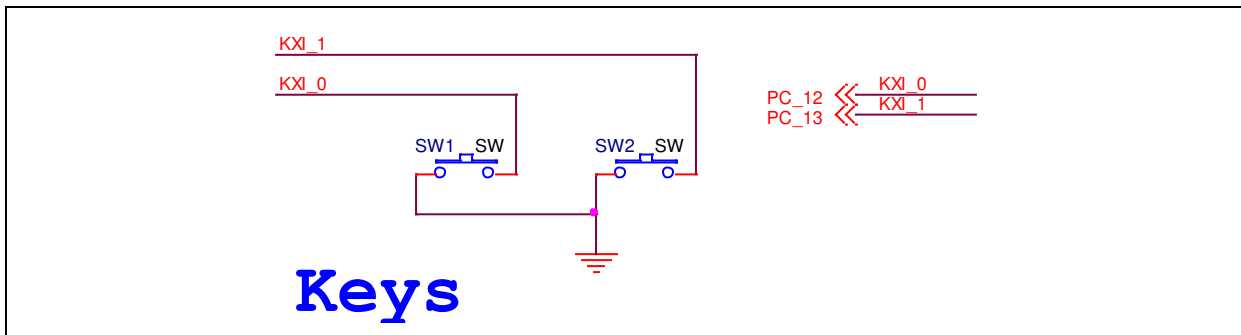 KXI_1
KXI_0
PC_12 KXI_0
PC_13 KXI_1
SW1 SW SW2 SW
Keys